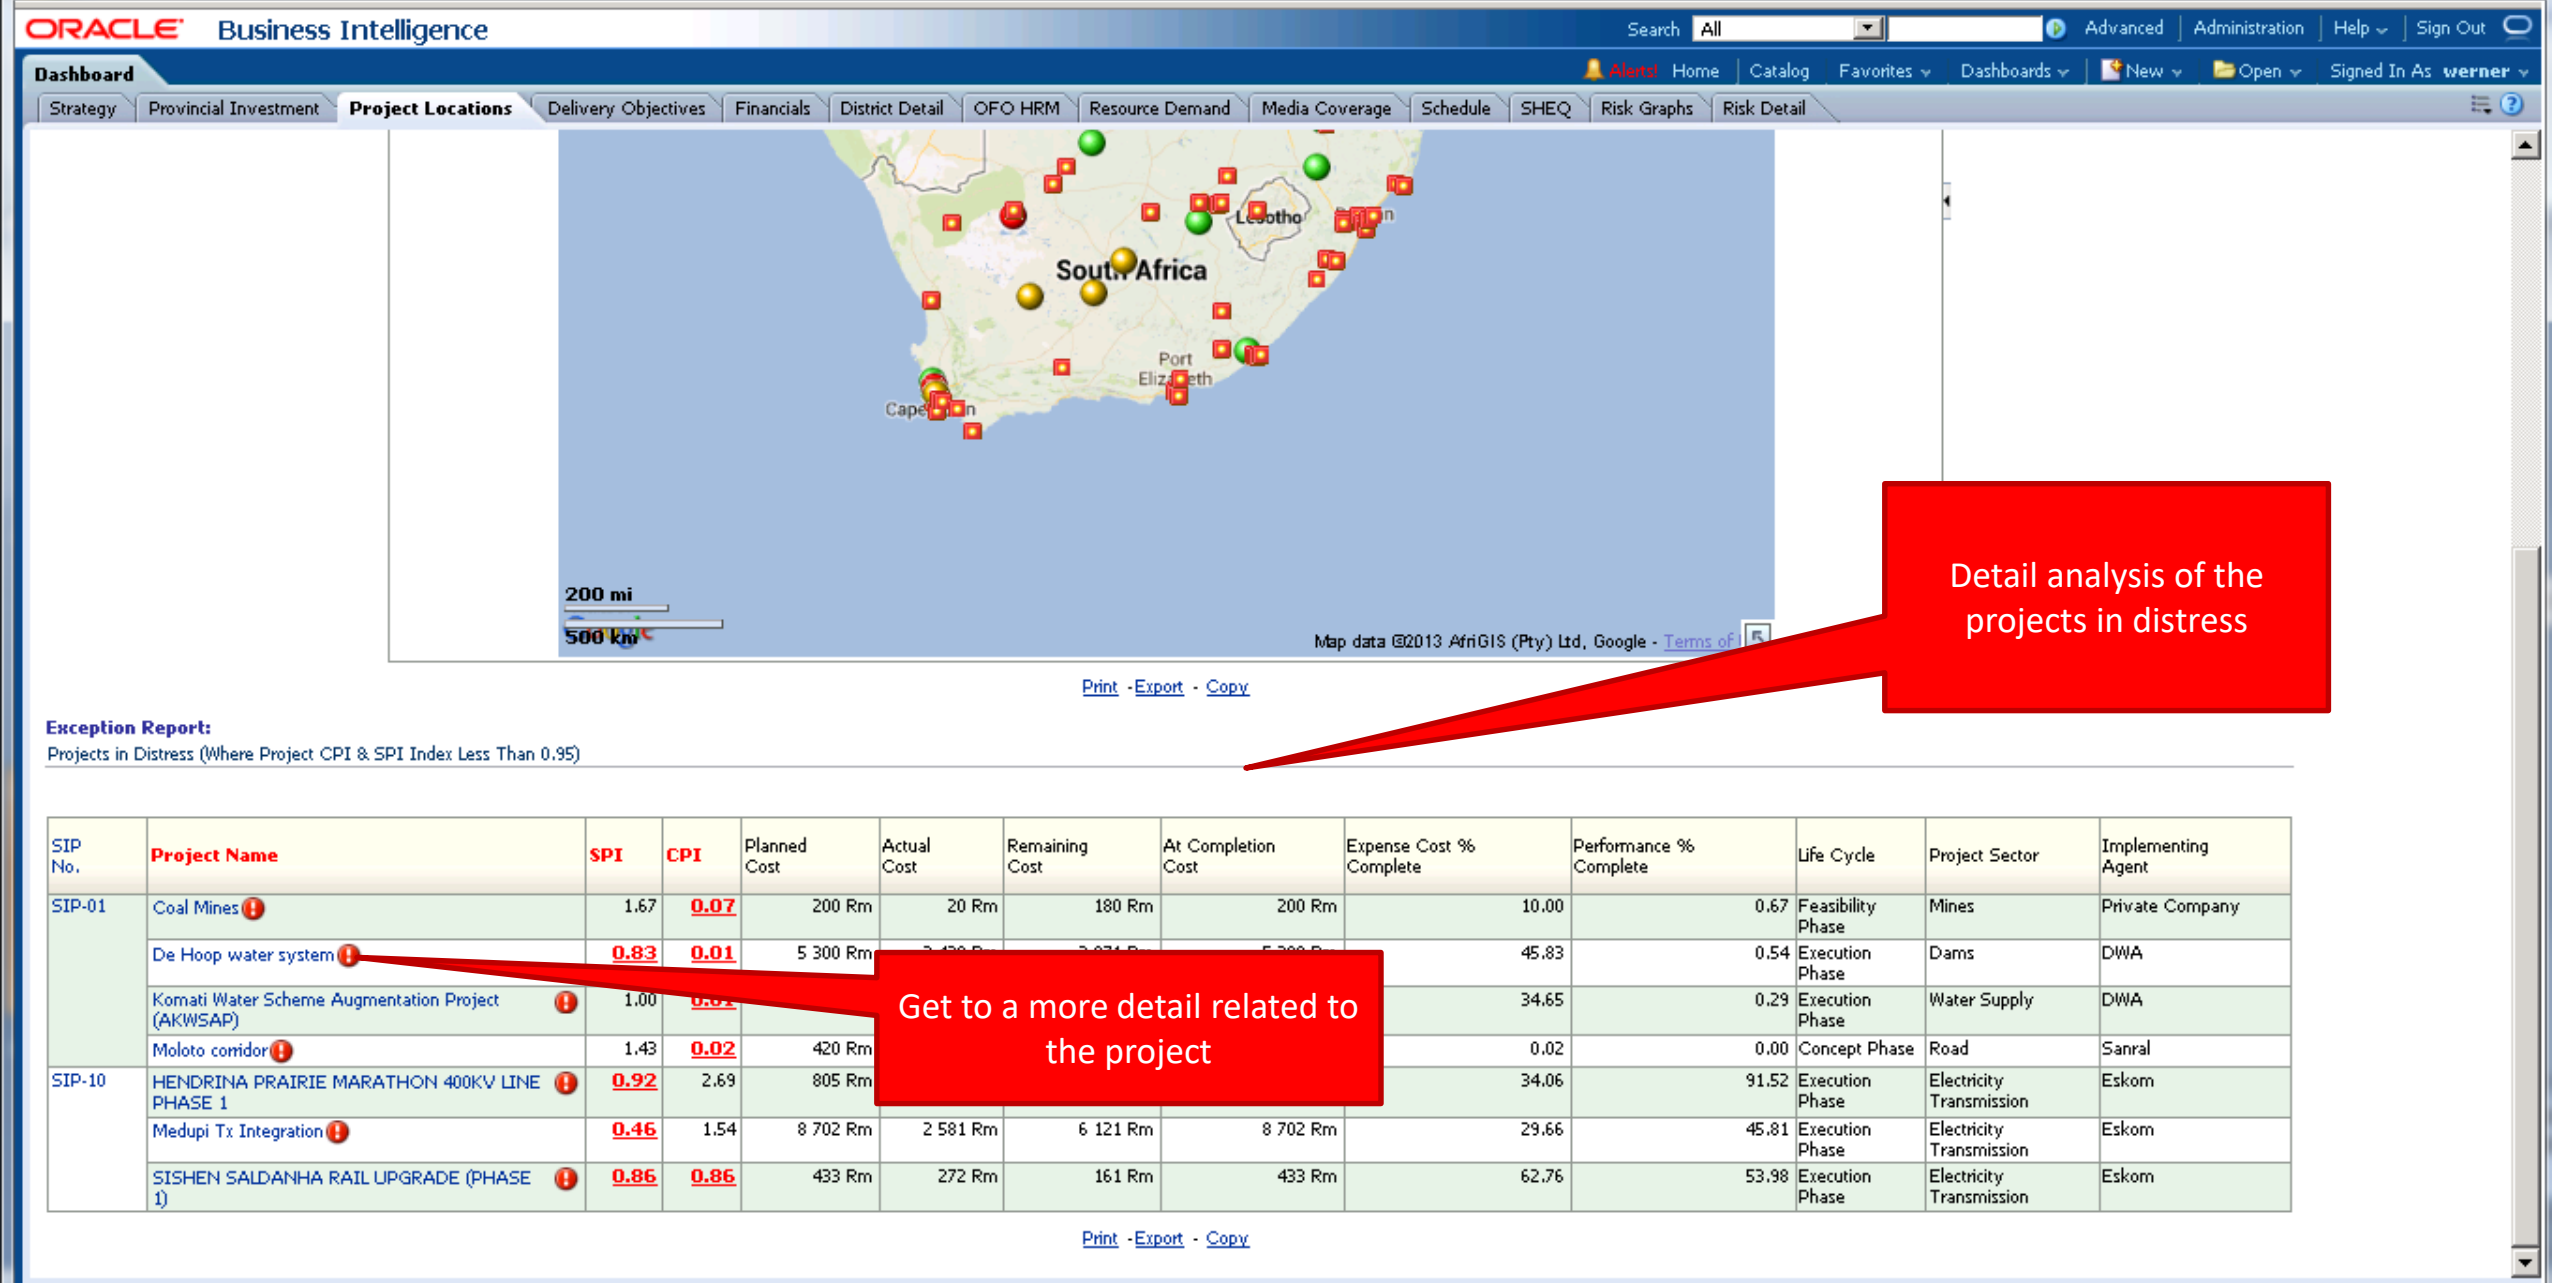 ORACLE Business Intelligence
Search All Advanced Administration Help Sign Out
Dashboard
Alerts! Home Catalog Favorites Dashboards New Open Signed In As werner
Strategy Provincial Investment Project Locations Delivery Objectives Financials District Detail OFO HRM Resource Demand Media Coverage Schedule SHEQ Risk Graphs Risk Detail
Lesotho
South Africa
Port
Elizabeth
200 mi
500 km
Map data ©2013 AfriGIS (Pty) Ltd, Google - Terms of
Detail analysis of the
projects in distress
Print - Export - Copy
Exception Report:
Projects in Distress (Where Project CPI & SPI Index Less Than 0.95)
SIP No. Project Name SPI CPI Planned Cost Actual Cost Remaining Cost At Completion Cost Expense Cost % Complete Performance % Complete Life Cycle Project Sector Implementing Agent
SIP-01 Coal Mines 1.67 0.07 200 Rm 20 Rm 180 Rm 200 Rm 10.00 0.67 Feasibility Phase Mines Private Company
De Hoop water system 0.83 0.01 5 300 Rm 45.83 0.54 Execution Phase Dams DWA
Komati Water Scheme Augmentation Project (AKWSAP) 1.00 34.65 0.29 Execution Phase Water Supply DWA
Moloto corridor 1.43 0.02 420 Rm 0.02 0.00 Concept Phase Road Sanral
SIP-10 HENDRINA PRAIRIE MARATHON 400KV LINE PHASE 1 0.92 2.69 805 Rm 34.06 91.52 Execution Phase Electricity Transmission Eskom
Medupi Tx Integration 0.46 1.54 8 702 Rm 2 581 Rm 6 121 Rm 8 702 Rm 29.66 45.81 Execution Phase Electricity Transmission Eskom
SISHEN SALDANHA RAIL UPGRADE (PHASE 1) 0.86 0.86 433 Rm 272 Rm 161 Rm 433 Rm 62.76 53.98 Execution Phase Electricity Transmission Eskom
Get to a more detail related to
the project
Print - Export - Copy